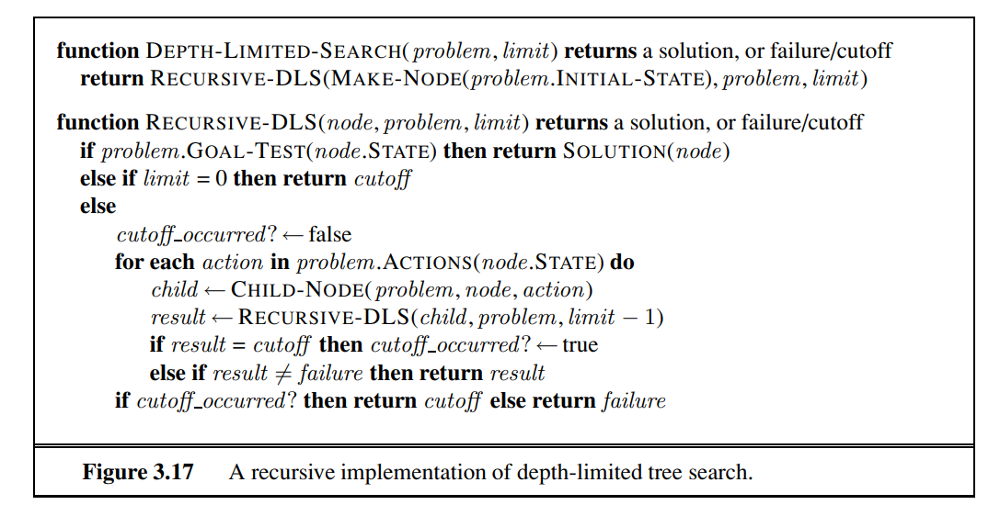 function DEPTH-LIMITED-SEARCH(problem, limit) returns a solution, or failure/cutoff
return RECURSIVE-DLS(MAKE-NODE(problem.INITIAL-STATE), problem, limit)
function RECURSIVE-DLS(node, problem, limit) returns a solution, or failure/cutoff
if problem.GOAL-TEST(node.STATE) then return SOLUTION(node)
else if limit = 0 then return cutoff
else
cutoff_occurred? ← false
for each action in problem.ACTIONS(node.STATE) do
child ← CHILD-NODE(problem, node, action)
result ← RECURSIVE-DLS(child, problem, limit − 1)
if result = cutoff then cutoff_occurred? ← true
else if result ≠ failure then return result
if cutoff_occurred? then return cutoff else return failure
Figure 3.17 A recursive implementation of depth-limited tree search.